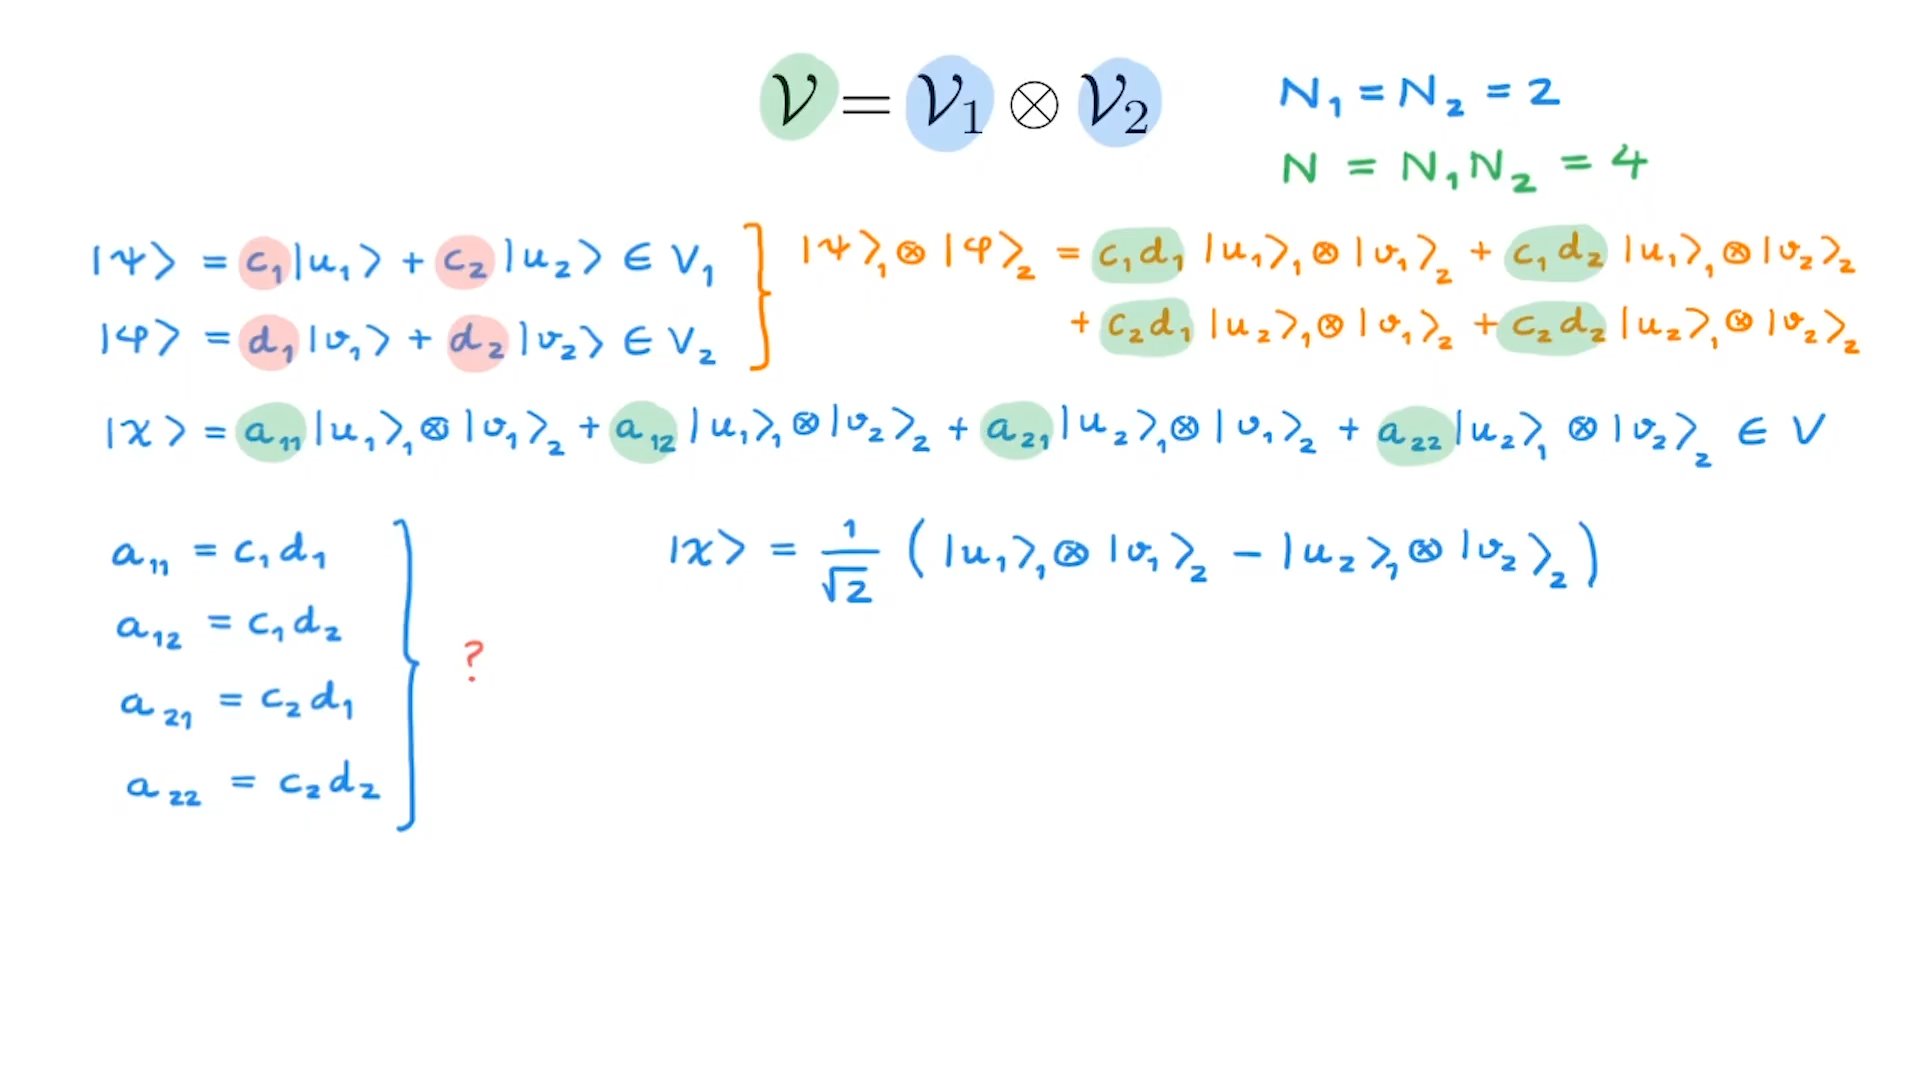 𝒱 = 𝒱₁ ⊗ 𝒱₂
N₁ = N₂ = 2
N = N₁N₂ = 4
|ψ⟩ = c₁|u₁⟩ + c₂|u₂⟩ ∈ V₁
|φ⟩ = d₁|v₁⟩ + d₂|v₂⟩ ∈ V₂
|ψ⟩₁ ⊗ |φ⟩₂ = c₁d₁ |u₁⟩₁ ⊗ |v₁⟩₂ + c₁d₂ |u₁⟩₁ ⊗ |v₂⟩₂
+ c₂d₁ |u₂⟩₁ ⊗ |v₁⟩₂ + c₂d₂ |u₂⟩₁ ⊗ |v₂⟩₂
|χ⟩ = a₁₁|u₁⟩₁ ⊗ |v₁⟩₂ + a₁₂|u₁⟩₁ ⊗ |v₂⟩₂ + a₂₁|u₂⟩₁ ⊗ |v₁⟩₂ + a₂₂|u₂⟩₁ ⊗ |v₂⟩₂ ∈ V
a₁₁ = c₁d₁
a₁₂ = c₁d₂
a₂₁ = c₂d₁
a₂₂ = c₂d₂
?
|χ⟩ = 1/√2 (|u₁⟩₁ ⊗ |v₁⟩₂ − |u₂⟩₁ ⊗ |v₂⟩₂)